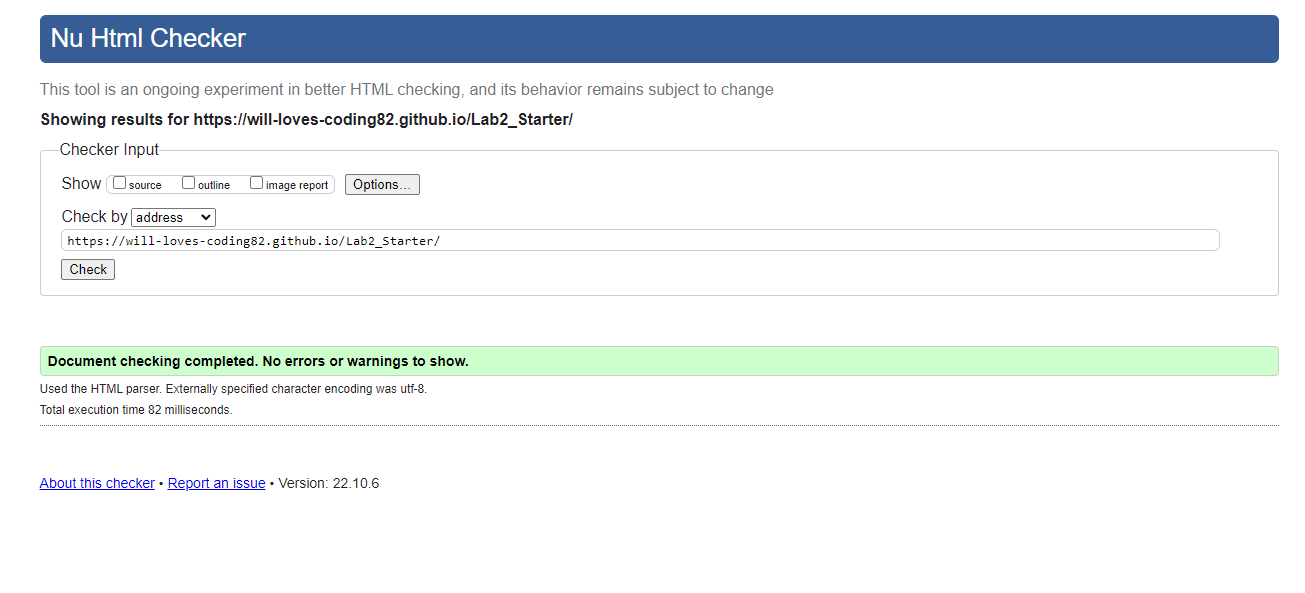 Nu Html Checker
This tool is an ongoing experiment in better HTML checking, and its behavior remains subject to change
Showing results for https://will-loves-coding82.github.io/Lab2_Starter/
Checker Input
Show source outline image report Options...
Check by address
https://will-loves-coding82.github.io/Lab2_Starter/
Check
Document checking completed. No errors or warnings to show.
Used the HTML parser. Externally specified character encoding was utf-8.
Total execution time 82 milliseconds.
About this checker • Report an issue • Version: 22.10.6